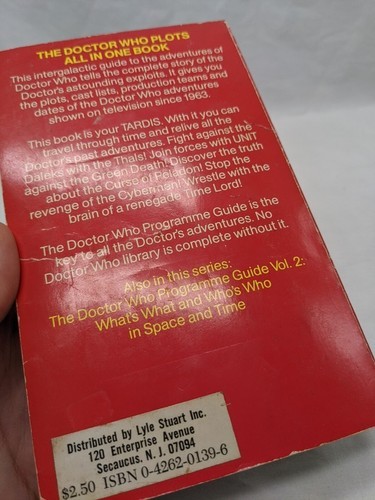 THE DOCTOR WHO PLOTS
ALL IN ONE BOOK
This intergalactic guide to the adventures of
Doctor Who tells the complete story of the
Doctor's astounding exploits. It gives you
the plots, cast lists, production teams and
dates of the Doctor Who adventures
shown on television since 1963.
This book is your TARDIS. With it you can
travel through time and relive all the
Doctor's past adventures. Fight against the
Daleks with the Thals! Join forces with UNIT
against the Green Death! Discover the truth
about the Curse of Peladon! Stop the
revenge of the Cybermen! Wrestle with the
brain of a renegade Time Lord!
The Doctor Who Programme Guide is the
key to all the Doctor's adventures. No
Doctor Who library is complete without it.
Also in this series:
The Doctor Who Programme Guide Vol. 2:
What's What and Who's Who
in Space and Time
Distributed by Lyle Stuart Inc.
120 Enterprise Avenue
Secaucus, N. J. 07094
$2.50 ISBN 0-4262-0139-6